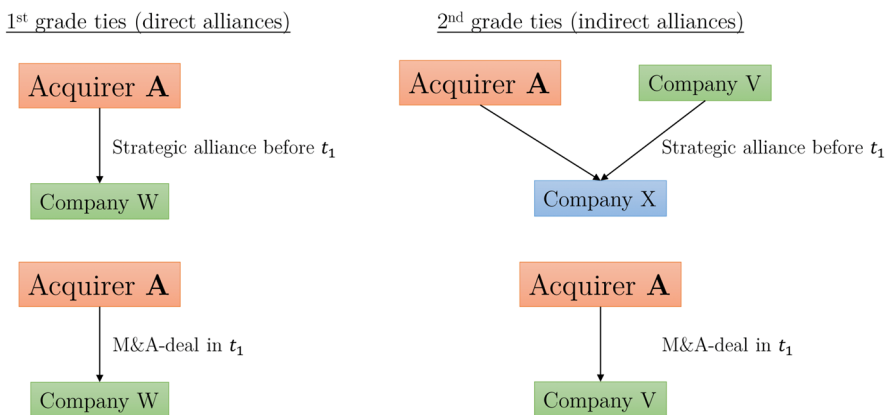 1st grade ties (direct alliances)
Acquirer A
Strategic alliance before t1
Company W
Acquirer A
M&A-deal in t1
Company W
2nd grade ties (indirect alliances)
Acquirer A
Company V
Strategic alliance before t1
Company X
Acquirer A
M&A-deal in t1
Company V